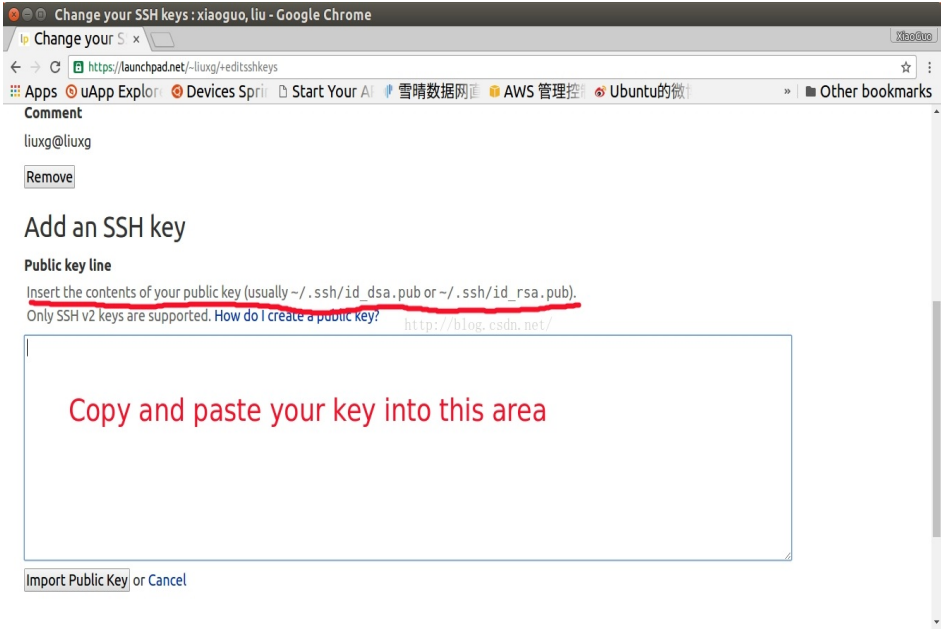 Change your SSH keys : xiaoguo, liu - Google Chrome
Change your S
XiaoGuo
https://launchpad.net/~liuxg/+editsshkeys
Apps uApp Explor Devices Spri Start Your A 雪晴数据网 AWS 管理控 Ubuntu的微 » Other bookmarks
Comment
liuxg@liuxg
Remove
Add an SSH key
Public key line
Insert the contents of your public key (usually ~/.ssh/id_dsa.pub or ~/.ssh/id_rsa.pub).
Only SSH v2 keys are supported. How do I create a public key?
http://blog.csdn.net/
Copy and paste your key into this area
Import Public Key or Cancel